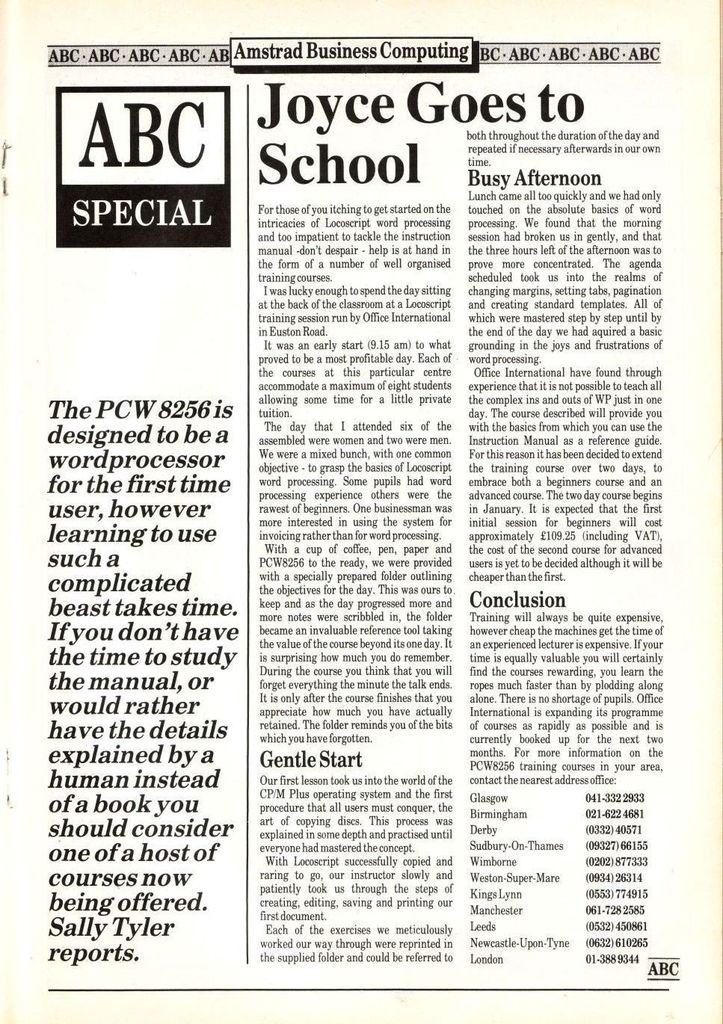 ABC · ABC · ABC · ABC · AB Amstrad Business Computing BC · ABC · ABC · ABC · ABC
ABC
SPECIAL
The PCW 8256 is
designed to be a
wordprocessor
for the first time
user, however
learning to use
such a
complicated
beast takes time.
If you don't have
the time to study
the manual, or
would rather
have the details
explained by a
human instead
of a book you
should consider
one of a host of
courses now
being offered.
Sally Tyler
reports.
Joyce Goes to
School
For those of you itching to get started on the
intricacies of Locoscript word processing
and too impatient to tackle the instruction
manual -don't despair - help is at hand in
the form of a number of well organised
training courses.
I was lucky enough to spend the day sitting
at the back of the classroom at a Locoscript
training session run by Office International
in Euston Road.
It was an early start (9.15 am) to what
proved to be a most profitable day. Each of
the courses at this particular centre
accommodate a maximum of eight students
allowing some time for a little private
tuition.
The day that I attended six of the
assembled were women and two were men.
We were a mixed bunch, with one common
objective - to grasp the basics of Locoscript
word processing. Some pupils had word
processing experience others were the
rawest of beginners. One businessman was
more interested in using the system for
invoicing rather than for word processing.
With a cup of coffee, pen, paper and
PCW8256 to the ready, we were provided
with a specially prepared folder outlining
the objectives for the day. This was ours to
keep and as the day progressed more and
more notes were scribbled in, the folder
became an invaluable reference tool taking
the value of the course beyond its one day. It
is surprising how much you do remember.
During the course you think that you will
forget everything the minute the talk ends.
It is only after the course finishes that you
appreciate how much you have actually
retained. The folder reminds you of the bits
which you have forgotten.
Gentle Start
Our first lesson took us into the world of the
CP/M Plus operating system and the first
procedure that all users must conquer, the
art of copying discs. This process was
explained in some depth and practised until
everyone had mastered the concept.
With Locoscript successfully copied and
raring to go, our instructor slowly and
patiently took us through the steps of
creating, editing, saving and printing our
first document.
Each of the exercises we meticulously
worked our way through were reprinted in
the supplied folder and could be referred to
both throughout the duration of the day and
repeated if necessary afterwards in our own
time.
Busy Afternoon
Lunch came all too quickly and we had only
touched on the absolute basics of word
processing. We found that the morning
session had broken us in gently, and that
the three hours left of the afternoon was to
prove more concentrated. The agenda
scheduled took us into the realms of
changing margins, setting tabs, pagination
and creating standard templates. All of
which were mastered step by step until by
the end of the day we had aquired a basic
grounding in the joys and frustrations of
word processing.
Office International have found through
experience that it is not possible to teach all
the complex ins and outs of WP just in one
day. The course described will provide you
with the basics from which you can use the
Instruction Manual as a reference guide.
For this reason it has been decided to extend
the training course over two days, to
embrace both a beginners course and an
advanced course. The two day course begins
in January. It is expected that the first
initial session for beginners will cost
approximately £109.25 (including VAT),
the cost of the second course for advanced
users is yet to be decided although it will be
cheaper than the first.
Conclusion
Training will always be quite expensive,
however cheap the machines get the time of
an experienced lecturer is expensive. If your
time is equally valuable you will certainly
find the courses rewarding, you learn the
ropes much faster than by plodding along
alone. There is no shortage of pupils. Office
International is expanding its programme
of courses as rapidly as possible and is
currently booked up for the next two
months. For more information on the
PCW8256 training courses in your area,
contact the nearest address office:
Glasgow 041-332 2933
Birmingham 021-622 4681
Derby (0332) 40571
Sudbury-On-Thames (09327) 66155
Wimborne (0202) 877333
Weston-Super-Mare (0934) 26314
Kings Lynn (0553) 774915
Manchester 061-728 2585
Leeds (0532) 450861
Newcastle-Upon-Tyne (0632) 610265
London 01-388 9344
ABC